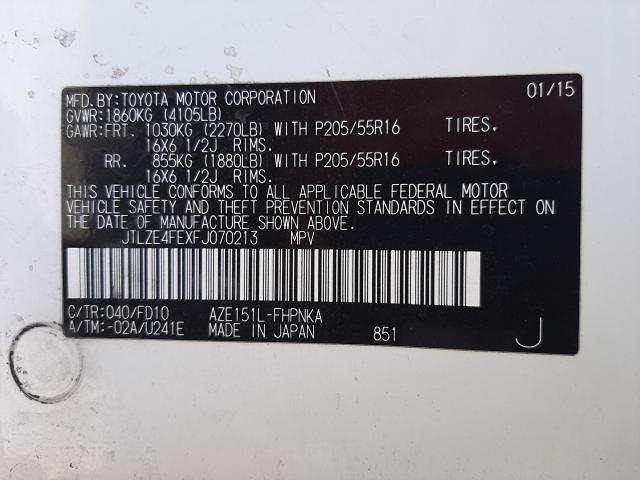 MFD.BY:TOYOTA MOTOR CORPORATION 01/15
GVWR:1860KG (4105LB)
GAWR:FRT. 1030KG (2270LB) WITH P205/55R16 TIRES.
16X6 1/2J RIMS.
RR. 855KG (1880LB) WITH P205/55R16 TIRES.
16X6 1/2J RIMS.
THIS VEHICLE CONFORMS TO ALL APPLICABLE FEDERAL MOTOR
VEHICLE SAFETY AND THEFT PREVENTION STANDARDS IN EFFECT ON
THE DATE OF MANUFACTURE SHOWN ABOVE.
JTLZE4FEXFJ070213 MPV
C/TR:040/FD10 AZE151L-FHPNKA
A/TM:-02A/U241E MADE IN JAPAN 851 J